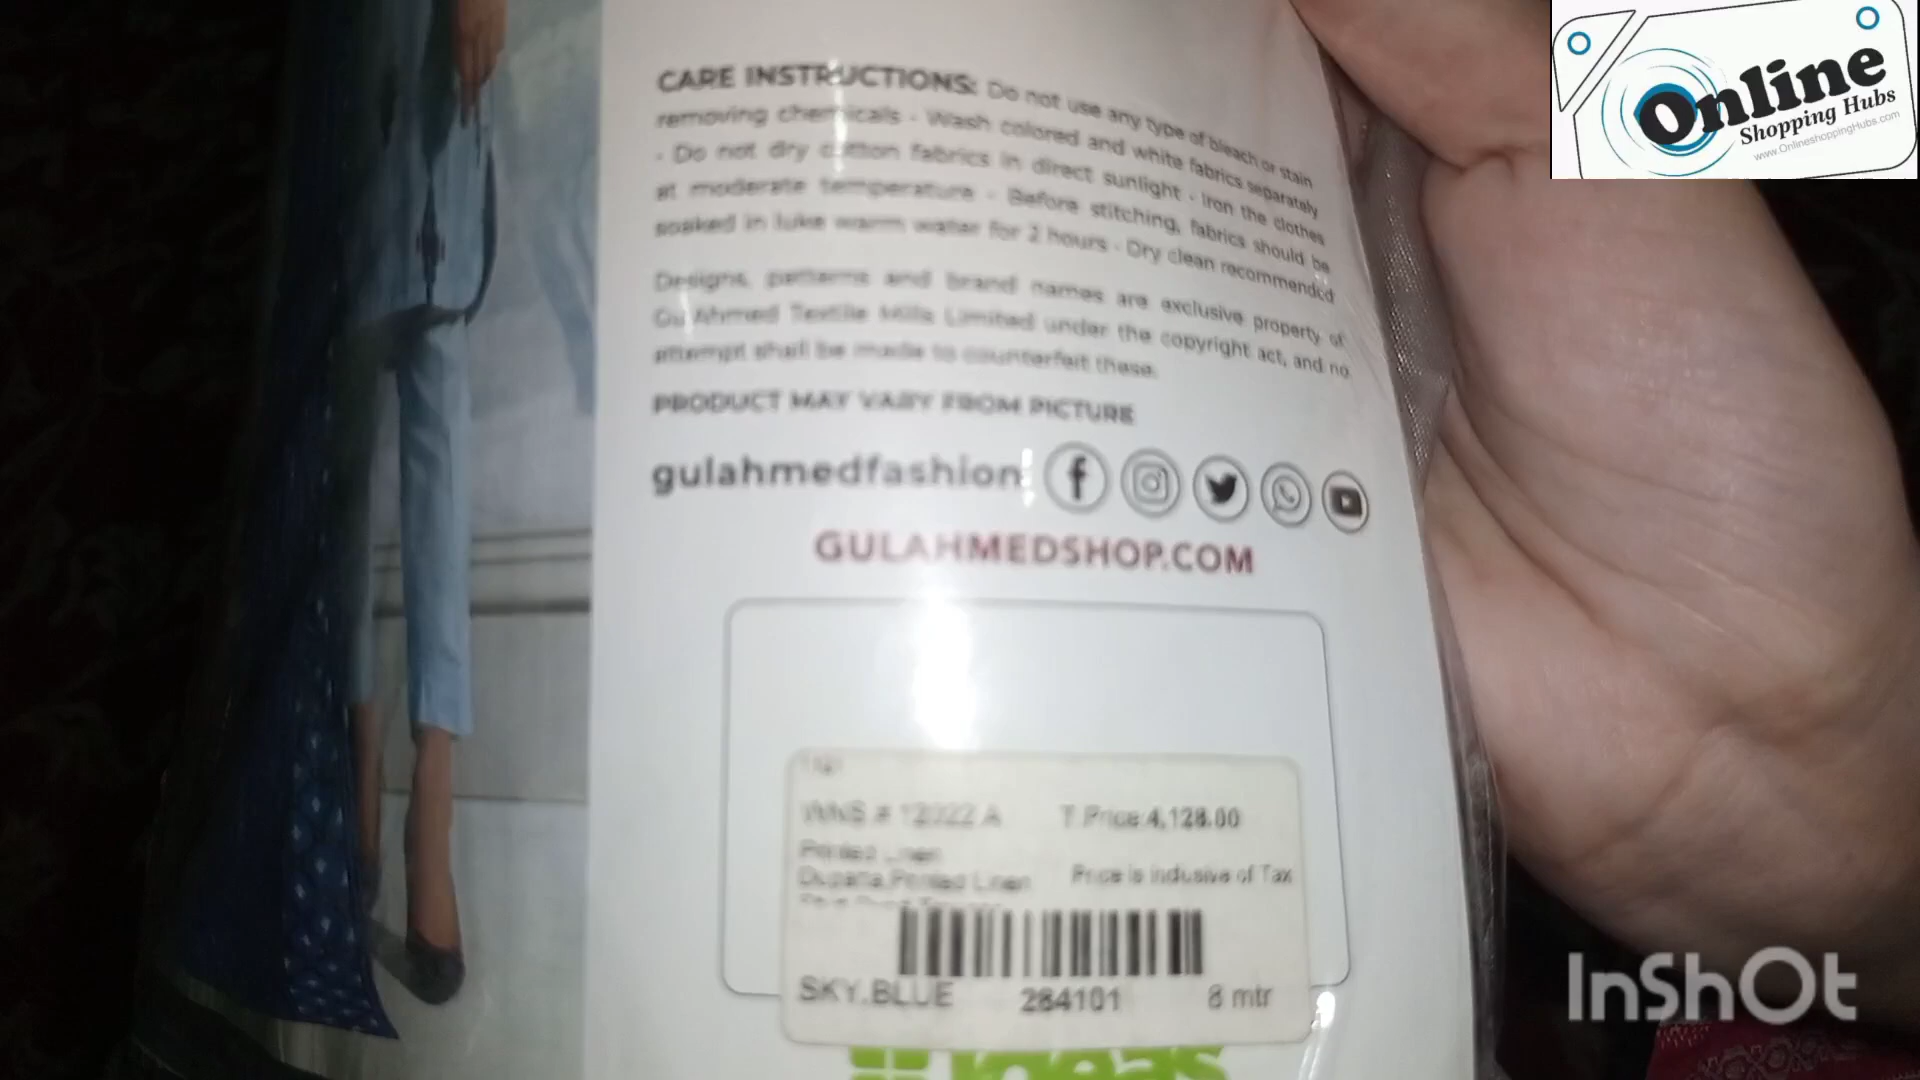 Online
Shopping Hubs
www.OnlineshoppingHubs.com
CARE INSTRUCTIONS: Do not use any type of bleach or stain
removing chemicals - Wash colored and white fabrics separately
- Do not dry cotton fabrics in direct sunlight - Iron the clothes
at moderate temperature - Before stitching, fabrics should be
soaked in luke warm water for 2 hours - Dry clean recommended
Designs, patterns and brand names are exclusive property of
Gul Ahmed Textile Mills Limited under the copyright act, and no
attempt shall be made to counterfeit these.
PRODUCT MAY VARY FROM PICTURE
gulahmedfashion
GULAHMEDSHOP.COM
# 12022 A T Price:4,128.00
Printed Linen
Dupatta,Printed Linen Price is inclusive of Tax
SKY.BLUE 284101 8 mtr
ideas
InShOt